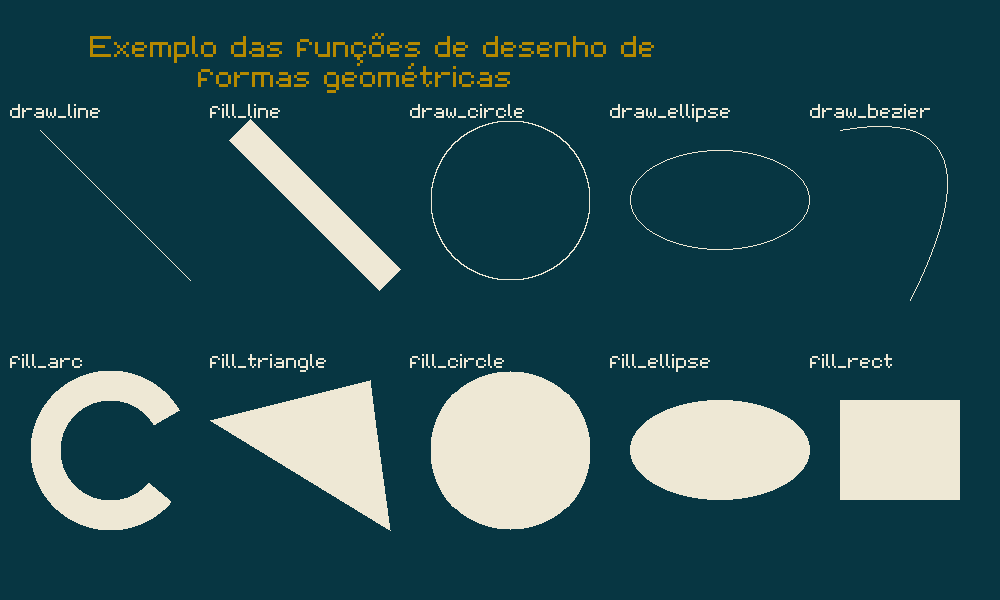 Exemplo das funções de desenho de
formas geométricas
draw_line
fill_line
draw_circle
draw_ellipse
draw_bezier
fill_arc
fill_triangle
fill_circle
fill_ellipse
fill_rect